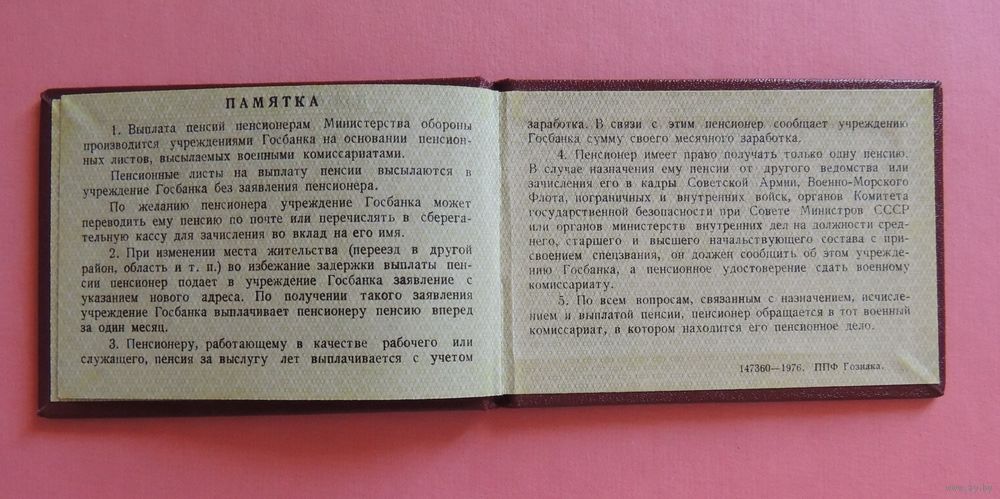 ПАМЯТКА
1. Выплата пенсий пенсионерам Министерства обороны
производится учреждениями Госбанка на основании пенсион-
ных листов, высылаемых военными комиссариатами.
Пенсионные листы на выплату пенсии высылаются в
учреждение Госбанка без заявления пенсионера.
По желанию пенсионера учреждение Госбанка может
переводить ему пенсию по почте или перечислять в сберега-
тельную кассу для зачисления во вклад на его имя.
2. При изменении места жительства (переезд в другой
район, область и т. п.) во избежание задержки выплаты пен-
сии пенсионер подает в учреждение Госбанка заявление с
указанием нового адреса. По получении такого заявления
учреждение Госбанка выплачивает пенсионеру пенсию вперед
за один месяц.
3. Пенсионеру, работающему в качестве рабочего или
служащего, пенсия за выслугу лет выплачивается с учетом
заработка. В связи с этим пенсионер сообщает учреждению
Госбанка сумму своего месячного заработка.
4. Пенсионер имеет право получать только одну пенсию.
В случае назначения ему пенсии от другого ведомства или
зачисления его в кадры Советской Армии, Военно-Морского
Флота, пограничных и внутренних войск, органов Комитета
государственной безопасности при Совете Министров СССР
или органов министерств внутренних дел на должности сред-
него, старшего и высшего начальствующего состава с при-
своением спецзвания, он должен сообщить об этом учрежде-
нию Госбанка, а пенсионное удостоверение сдать военному
комиссариату.
5. По всем вопросам, связанным с назначением, исчисле-
нием и выплатой пенсии, пенсионер обращается в тот военный
комиссариат, в котором находится его пенсионное дело.
147360—1976. ППФ Гознака.
www.ay.by